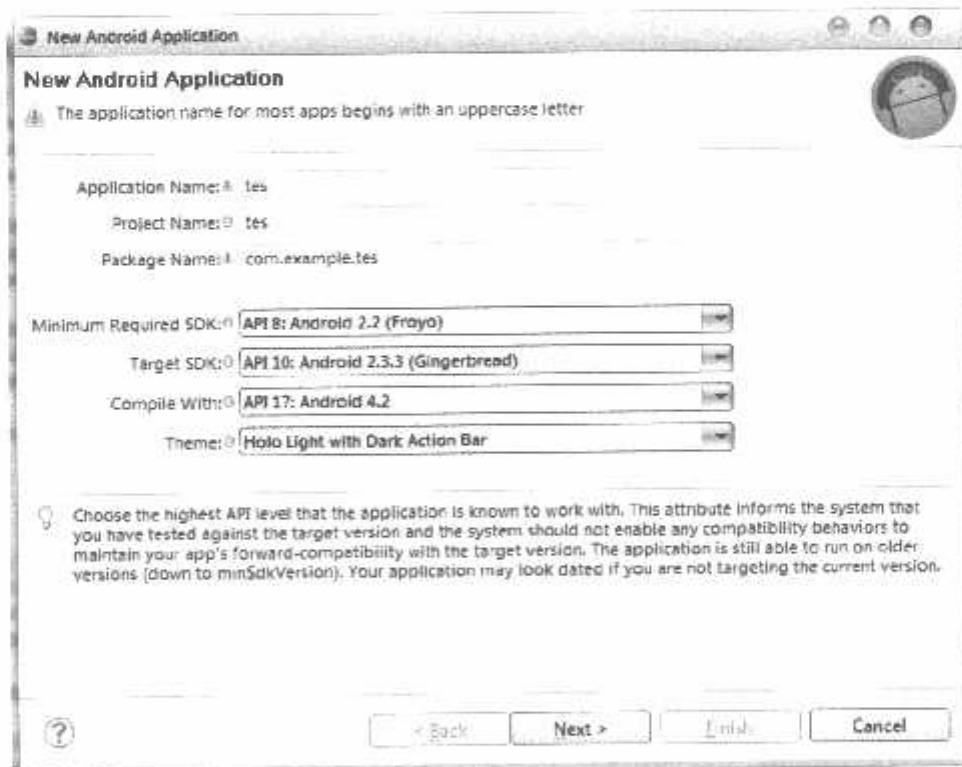 New Android Application
New Android Application
The application name for most apps begins with an uppercase letter
Application Name: tes
Project Name: tes
Package Name: com.example.tes
Minimum Required SDK: API 8: Android 2.2 (Froyo)
Target SDK: API 10: Android 2.3.3 (Gingerbread)
Compile With: API 17: Android 4.2
Theme: Holo Light with Dark Action Bar
Choose the highest API level that the application is known to work with. This attribute informs the system that
you have tested against the target version and the system should not enable any compatibility behaviors to
maintain your app's forward-compatibility with the target version. The application is still able to run on older
versions (down to minSdkVersion). Your application may look dated if you are not targeting the current version.
? < Back Next > Finish Cancel